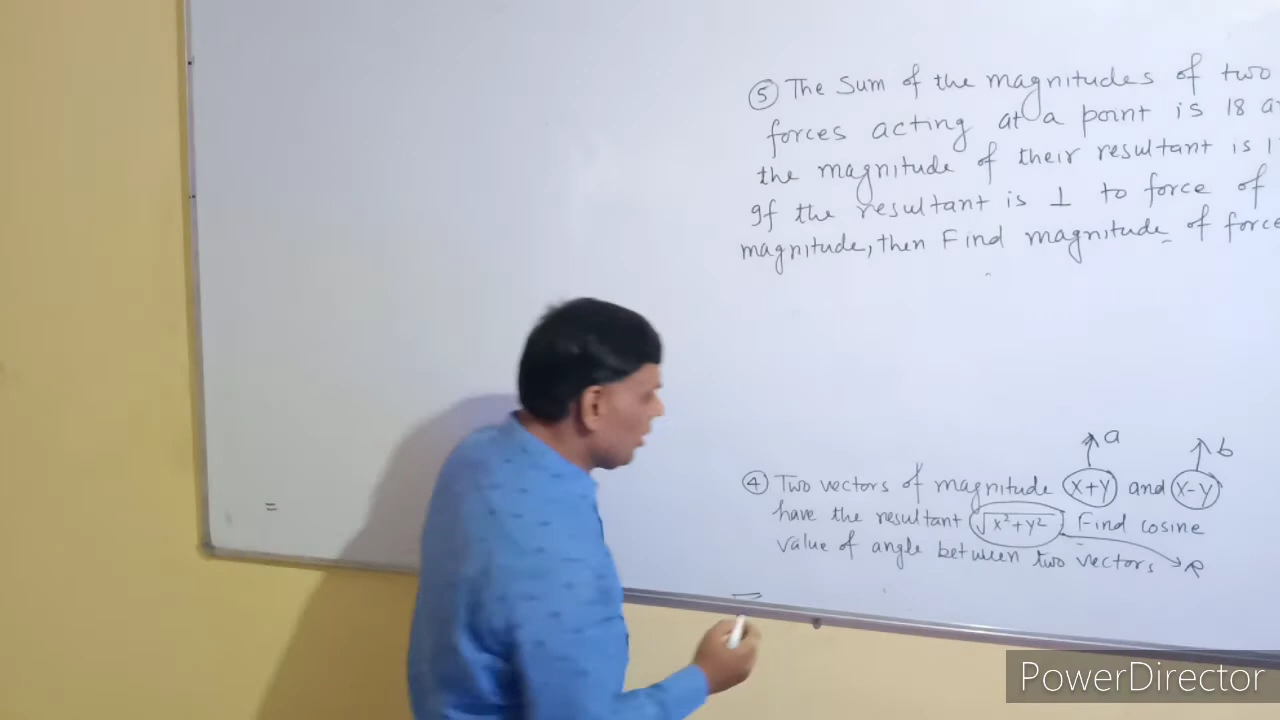 ⑤ The Sum of the magnitudes of two
forces acting at a point is 18
the magnitude of their resultant is
If the resultant is ⊥ to force of
magnitude, then Find magnitude of
a
b
④ Two vectors of magnitude x+y and x-y
have the resultant √x²+y² Find cosine
value of angle between two vectors R
=
PowerDirector